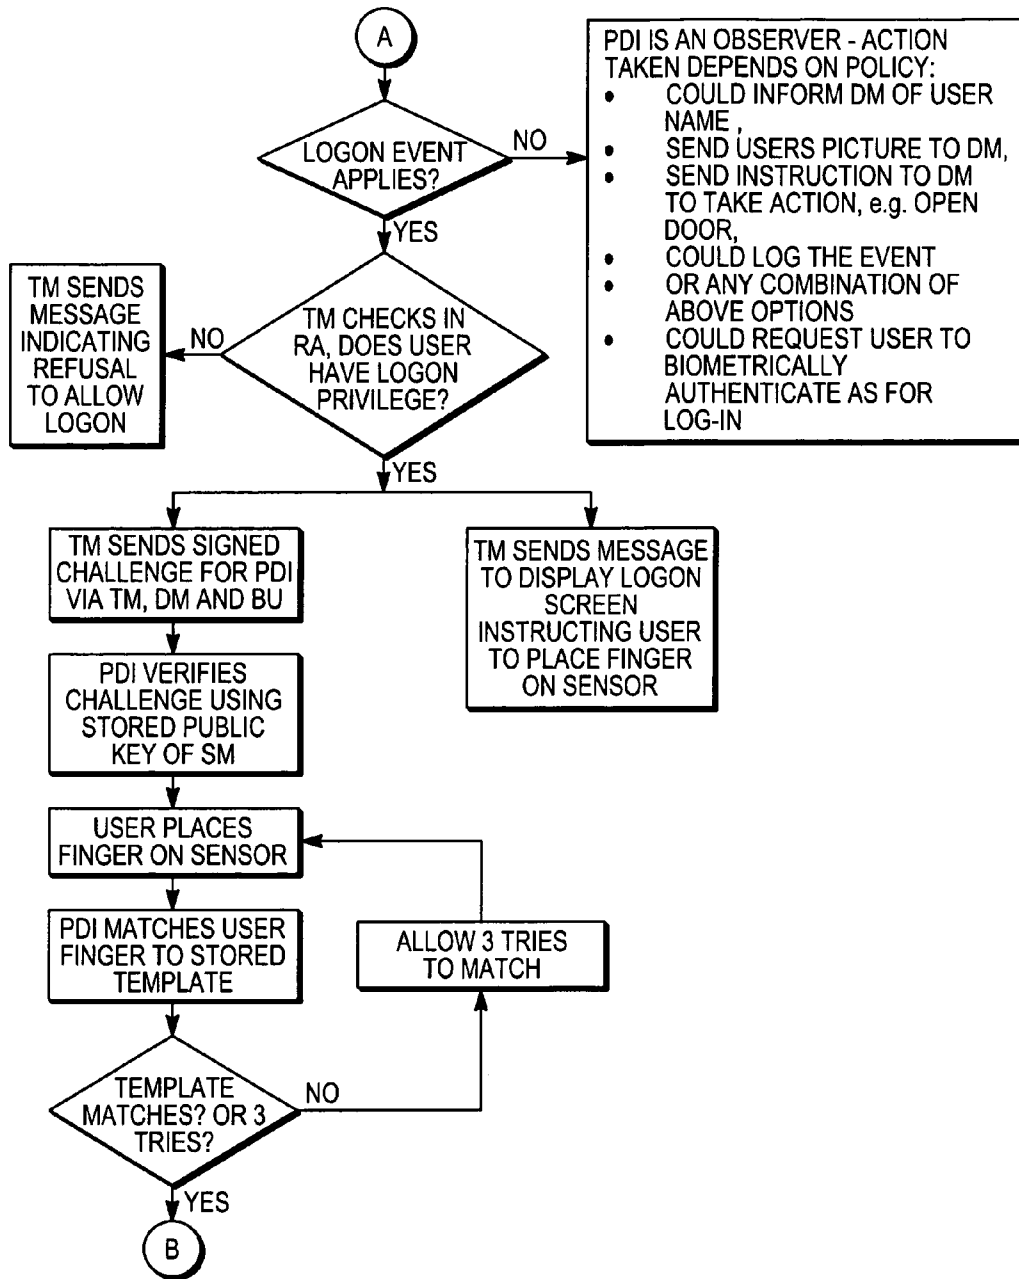 A
LOGON EVENT
APPLIES?
NO
YES
PDI IS AN OBSERVER - ACTION
TAKEN DEPENDS ON POLICY:
• COULD INFORM DM OF USER
NAME ,
• SEND USERS PICTURE TO DM,
• SEND INSTRUCTION TO DM
TO TAKE ACTION, e.g. OPEN
DOOR,
• COULD LOG THE EVENT
• OR ANY COMBINATION OF
ABOVE OPTIONS
• COULD REQUEST USER TO
BIOMETRICALLY
AUTHENTICATE AS FOR
LOG-IN
TM CHECKS IN
RA, DOES USER
HAVE LOGON
PRIVILEGE?
NO
TM SENDS
MESSAGE
INDICATING
REFUSAL
TO ALLOW
LOGON
YES
TM SENDS SIGNED
CHALLENGE FOR PDI
VIA TM, DM AND BU
TM SENDS MESSAGE
TO DISPLAY LOGON
SCREEN
INSTRUCTING USER
TO PLACE FINGER
ON SENSOR
PDI VERIFIES
CHALLENGE USING
STORED PUBLIC
KEY OF SM
USER PLACES
FINGER ON SENSOR
PDI MATCHES USER
FINGER TO STORED
TEMPLATE
ALLOW 3 TRIES
TO MATCH
TEMPLATE
MATCHES? OR 3
TRIES?
NO
YES
B